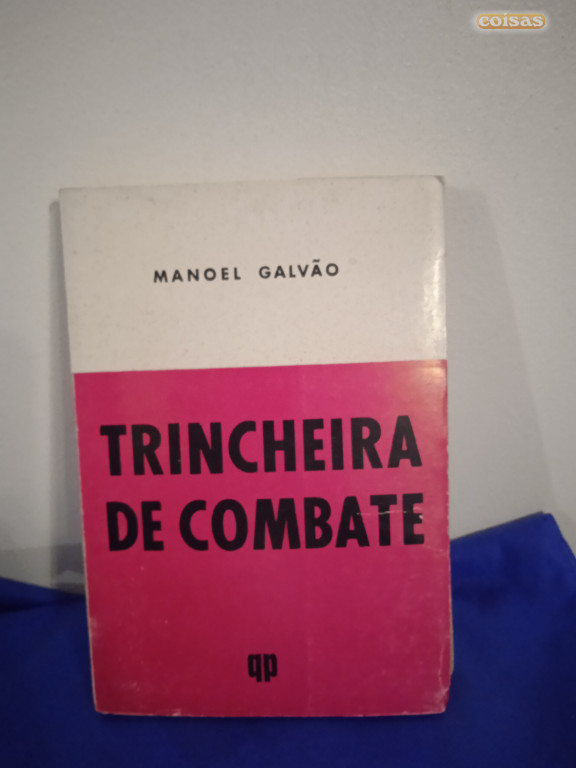 coisas
MANOEL GALVÃO
TRINCHEIRA
DE COMBATE
qp